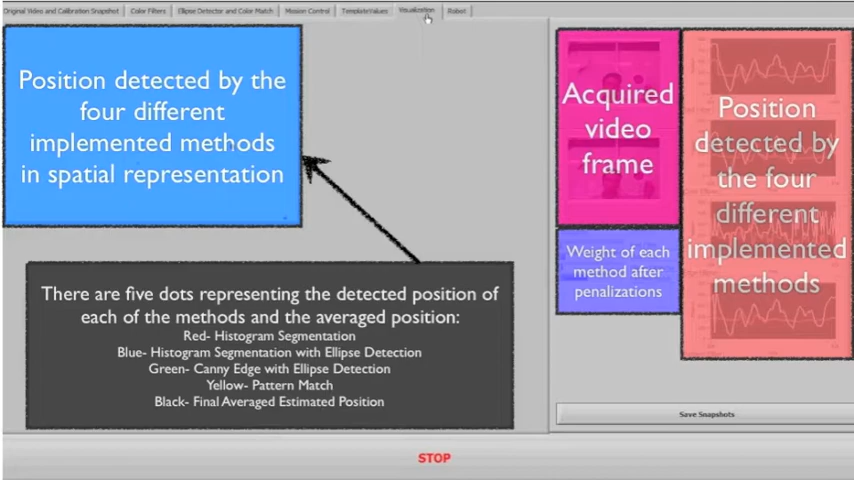 Original Video and Calibration Snapshot
Color Filters
Ellipse Detector and Color Match
Mission Control
TemplateValues
Visualization
Robot
Position detected by the
four different
implemented methods
in spatial representation
Acquired
video
frame
Position
detected by
the four
different
implemented
methods
Weight of each
method after
penalizations
There are five dots representing the detected position of
each of the methods and the averaged position:
Red- Histogram Segmentation
Blue- Histogram Segmentation with Ellipse Detection
Green- Canny Edge with Ellipse Detection
Yellow- Pattern Match
Black- Final Averaged Estimated Position
Save Snapshots
STOP